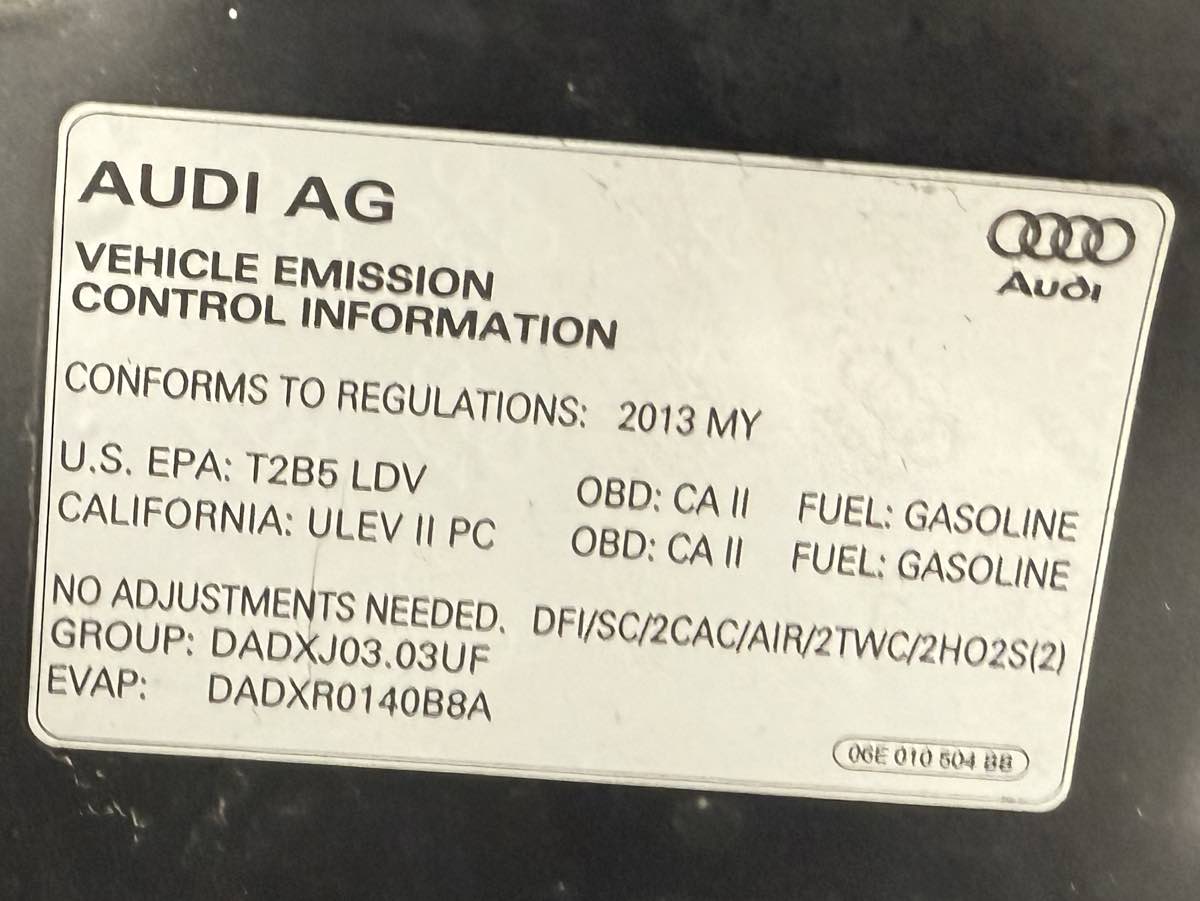 AUDI AG
Audi
VEHICLE EMISSION
CONTROL INFORMATION
CONFORMS TO REGULATIONS: 2013 MY
U.S. EPA: T2B5 LDV OBD: CA II FUEL: GASOLINE
CALIFORNIA: ULEV II PC OBD: CA II FUEL: GASOLINE
NO ADJUSTMENTS NEEDED. DFI/SC/2CAC/AIR/2TWC/2HO2S(2)
GROUP: DADXJ03.03UF
EVAP: DADXR0140B8A
06E 010 504